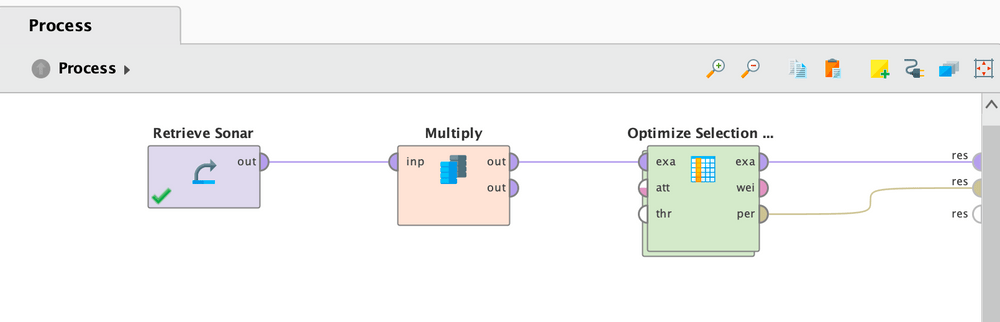 Process
Process
Retrieve Sonar
Multiply
Optimize Selection ...
out
inp
out
out
exa
att
thr
exa
wei
per
res
res
res